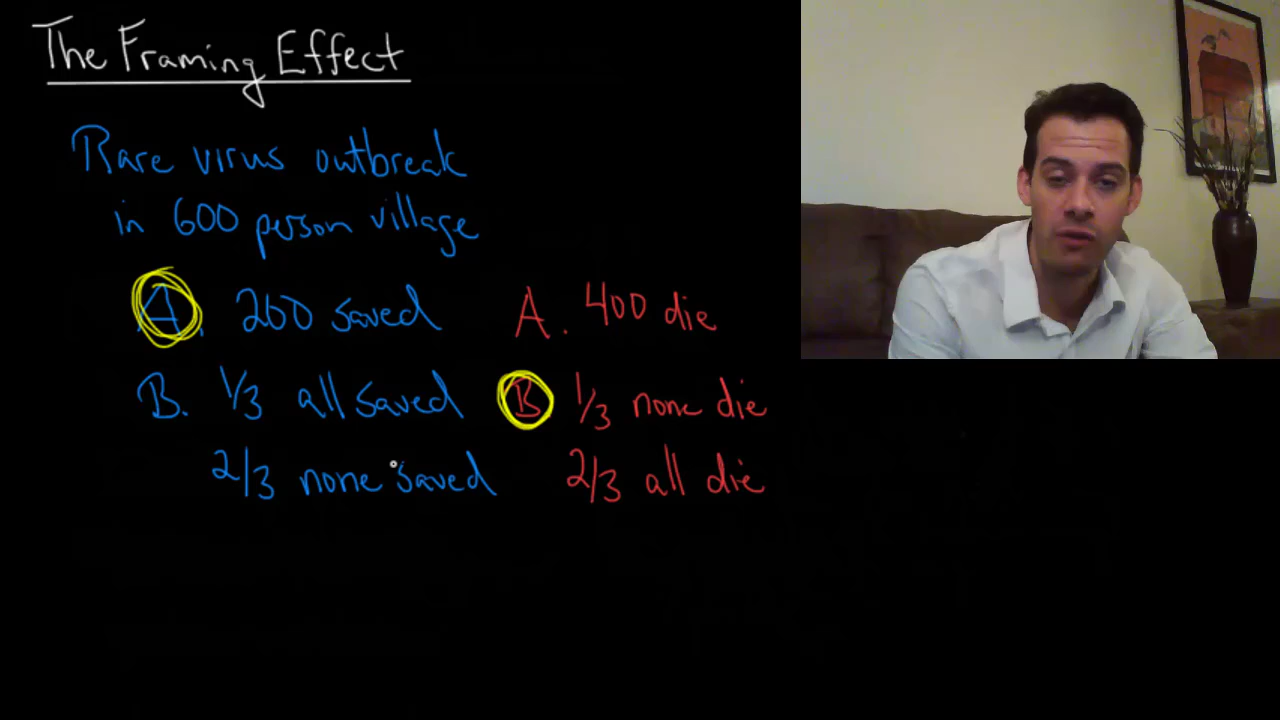 The Framing Effect
Rare virus outbreak
in 600 person village
A. 200 saved
B. 1/3 all saved
2/3 none saved
A. 400 die
B 1/3 none die
2/3 all die